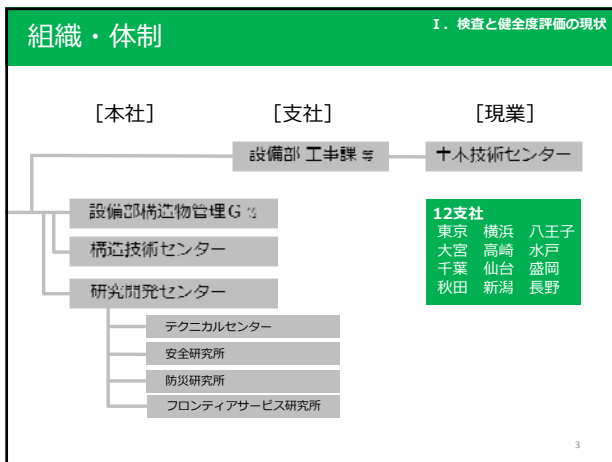 組織・体制
Ⅰ．検査と健全度評価の現状
［本社］
［支社］
［現業］
設備部 工事課 等
土木技術センター
設備部構造物管理G 等
構造技術センター
研究開発センター
テクニカルセンター
安全研究所
防災研究所
フロンティアサービス研究所
12支社
東京 横浜 八王子
大宮 高崎 水戸
千葉 仙台 盛岡
秋田 新潟 長野
3